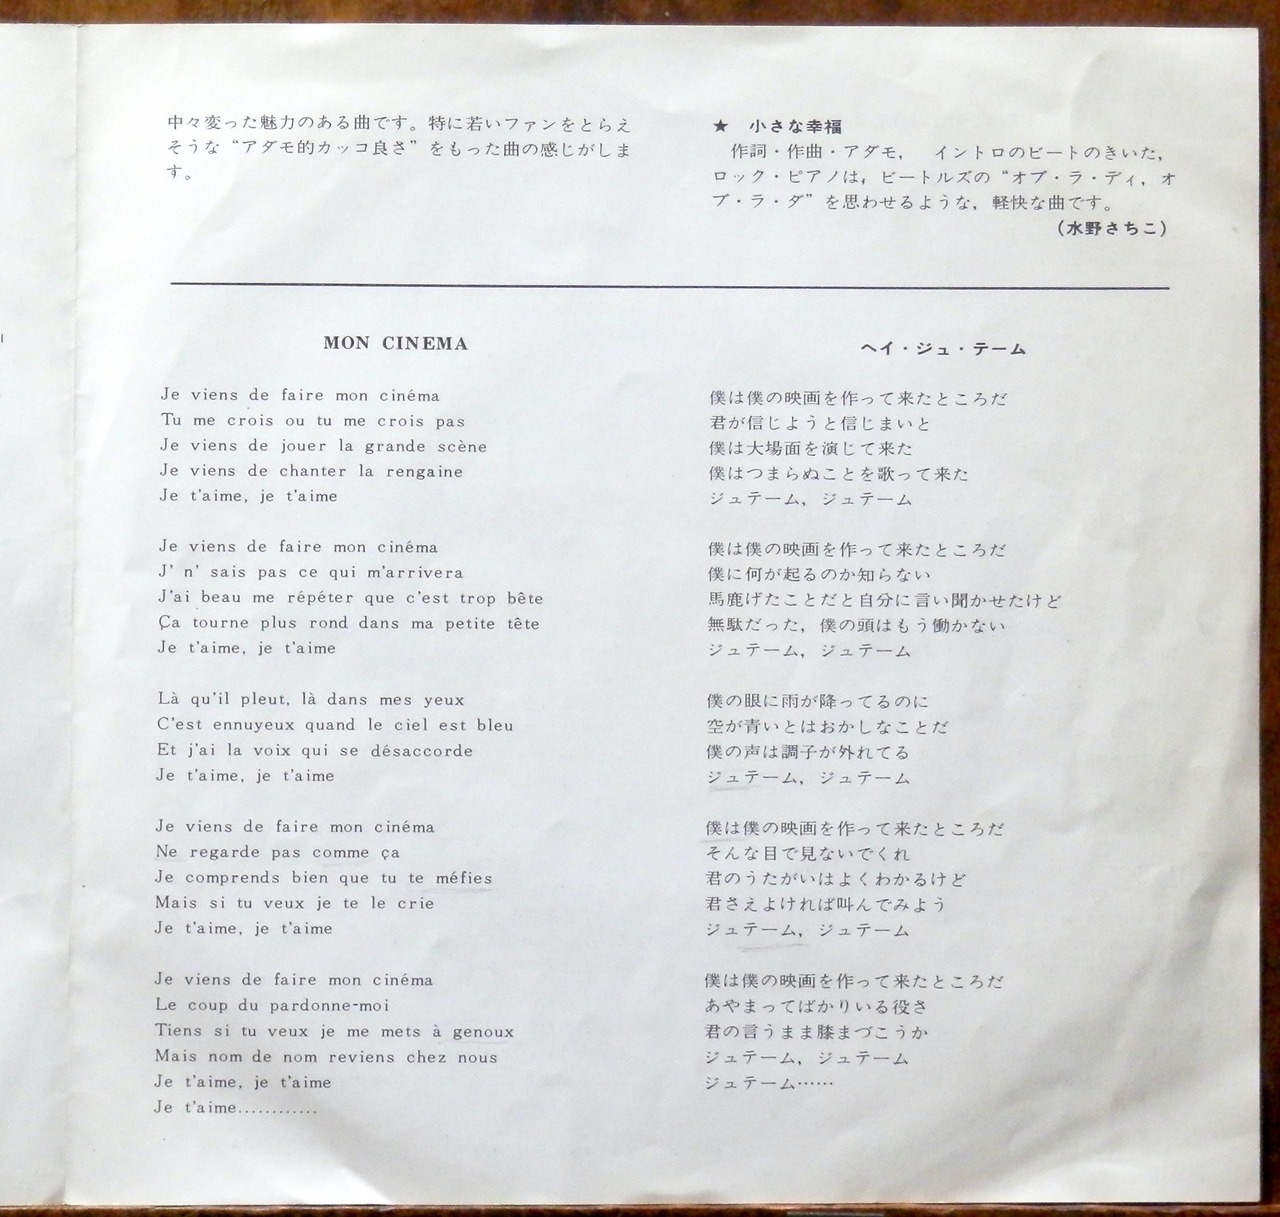 中々変った魅力のある曲です。特に若いファンをとらえ
そうな“アダモ的カッコ良さ”をもった曲の感じがしま
す。
★ 小さな幸福
作詞・作曲・アダモ, イントロのビートのきいた,
ロック・ピアノは, ビートルズの“オブ・ラ・ディ, オ
ブ・ラ・ダ”を思わせるような, 軽快な曲です。
(水野さちこ)
MON CINEMA
Je viens de faire mon cinéma
Tu me crois ou tu me crois pas
Je viens de jouer la grande scène
Je viens de chanter la rengaine
Je t'aime, je t'aime
Je viens de faire mon cinéma
J' n' sais pas ce qui m'arrivera
J'ai beau me répéter que c'est trop bête
Ça tourne plus rond dans ma petite tête
Je t'aime, je t'aime
Là qu'il pleut, là dans mes yeux
C'est ennuyeux quand le ciel est bleu
Et j'ai la voix qui se désaccorde
Je t'aime, je t'aime
Je viens de faire mon cinéma
Ne regarde pas comme ça
Je comprends bien que tu te méfies
Mais si tu veux je te le crie
Je t'aime, je t'aime
Je viens de faire mon cinéma
Le coup du pardonne-moi
Tiens si tu veux je me mets à genoux
Mais nom de nom reviens chez nous
Je t'aime, je t'aime
Je t'aime............
ヘイ・ジュ・テーム
僕は僕の映画を作って来たところだ
君が信じようと信じまいと
僕は大場面を演じて来た
僕はつまらぬことを歌って来た
ジュテーム, ジュテーム
僕は僕の映画を作って来たところだ
僕に何が起るのか知らない
馬鹿げたことだと自分に言い聞かせたけど
無駄だった, 僕の頭はもう働かない
ジュテーム, ジュテーム
僕の眼に雨が降ってるのに
空が青いとはおかしなことだ
僕の声は調子が外れてる
ジュテーム, ジュテーム
僕は僕の映画を作って来たところだ
そんな目で見ないでくれ
君のうたがいはよくわかるけど
君さえよければ叫んでみよう
ジュテーム, ジュテーム
僕は僕の映画を作って来たところだ
あやまってばかりいる役さ
君の言うまま膝まづこうか
ジュテーム, ジュテーム
ジュテーム……